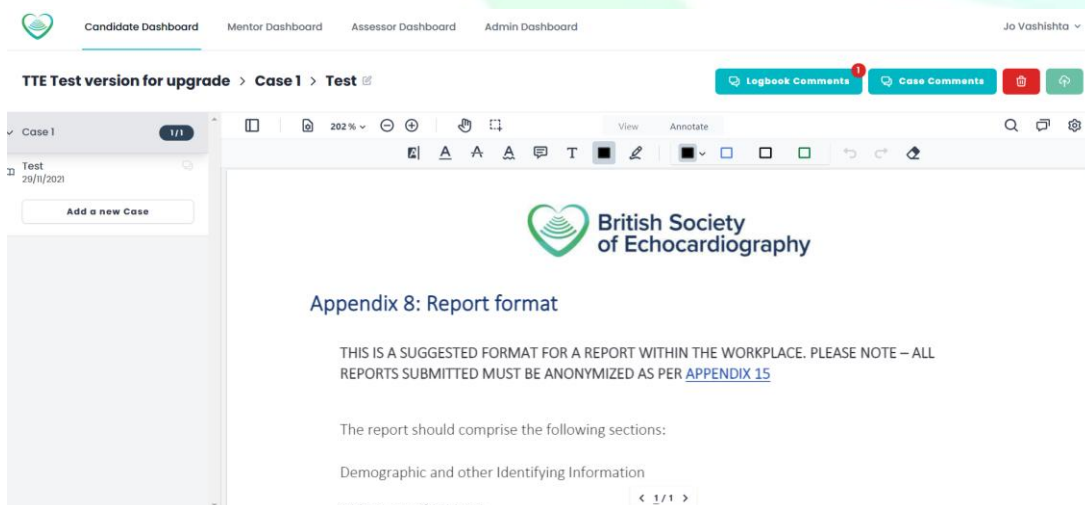 Candidate Dashboard Mentor Dashboard Assessor Dashboard Admin Dashboard Jo Vashishta
TTE Test version for upgrade > Case 1 > Test
Logbook Comments 1 Case Comments
Case 1 1/1
202 %
View Annotate
Test
29/11/2021
T
Add a new Case
British Society
of Echocardiography
Appendix 8: Report format
THIS IS A SUGGESTED FORMAT FOR A REPORT WITHIN THE WORKPLACE. PLEASE NOTE – ALL
REPORTS SUBMITTED MUST BE ANONYMIZED AS PER APPENDIX 15
The report should comprise the following sections:
Demographic and other Identifying Information
< 1/1 >